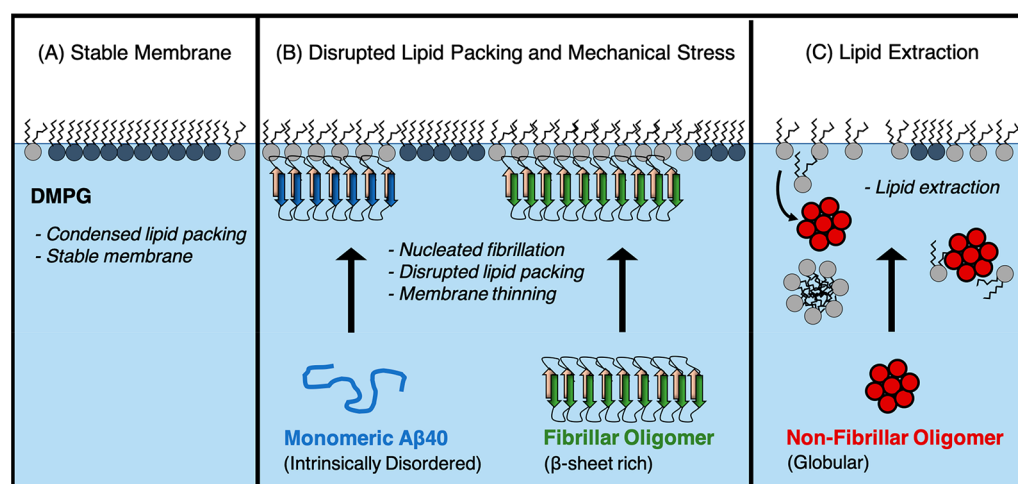 (A) Stable Membrane
DMPG
- Condensed lipid packing
- Stable membrane
(B) Disrupted Lipid Packing and Mechanical Stress
- Nucleated fibrillation
- Disrupted lipid packing
- Membrane thinning
Monomeric Aβ40
(Intrinsically Disordered)
Fibrillar Oligomer
(β-sheet rich)
(C) Lipid Extraction
- Lipid extraction
Non-Fibrillar Oligomer
(Globular)